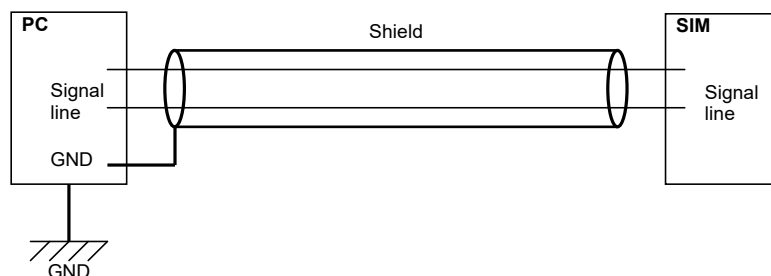 PC
Shield
SIM
Signal
line
Signal
line
GND
GND